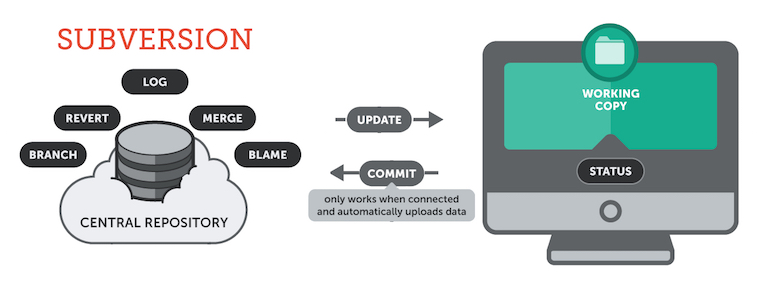 SUBVERSION
LOG
REVERT
MERGE
BRANCH
BLAME
CENTRAL REPOSITORY
UPDATE
COMMIT
only works when connected
and automatically uploads data
WORKING
COPY
STATUS